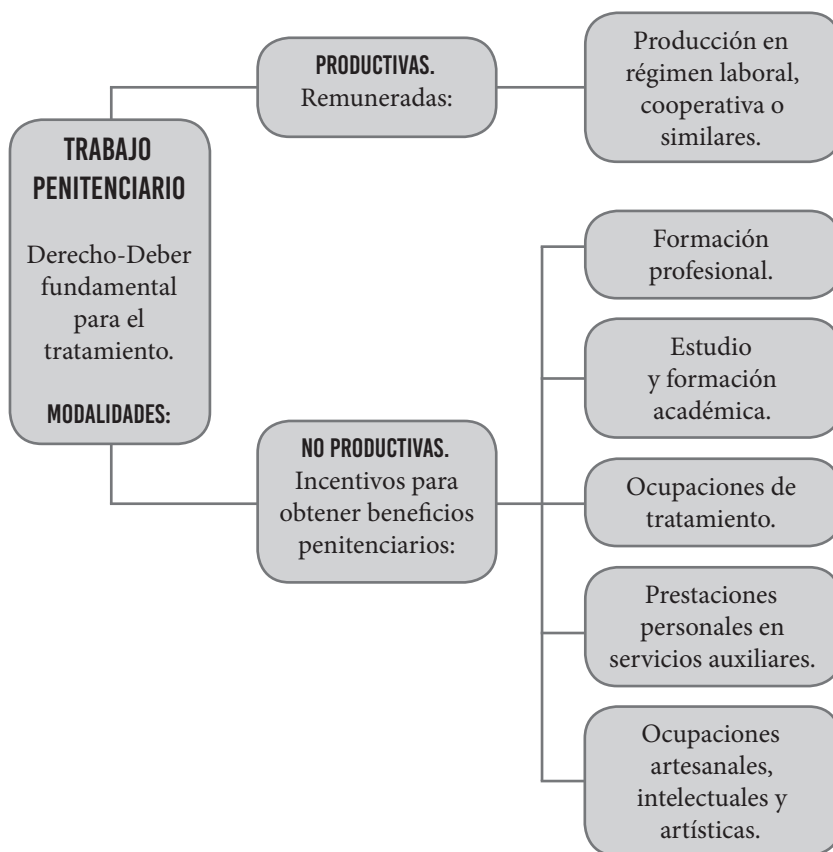 TRABAJO
PENITENCIARIO
Derecho-Deber
fundamental
para el
tratamiento.
MODALIDADES:
PRODUCTIVAS.
Remuneradas:
Producción en
régimen laboral,
cooperativa o
similares.
NO PRODUCTIVAS.
Incentivos para
obtener beneficios
penitenciarios:
Formación
profesional.
Estudio
y formación
académica.
Ocupaciones de
tratamiento.
Prestaciones
personales en
servicios auxiliares.
Ocupaciones
artesanales,
intelectuales y
artísticas.